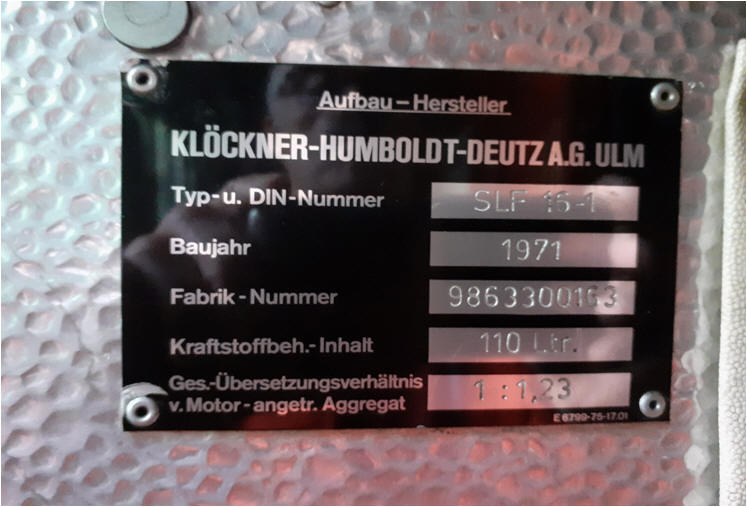 Aufbau-Hersteller
KLÖCKNER-HUMBOLDT-DEUTZ A.G. ULM
Typ-u. DIN-Nummer SLF 16-1
Baujahr 1971
Fabrik-Nummer 9863300163
Kraftstoffbeh.-Inhalt 110 Ltr.
Ges.-Übersetzungsverhältnis
v. Motor-angetr. Aggregat 1:1,23
E 6799-75-17.01